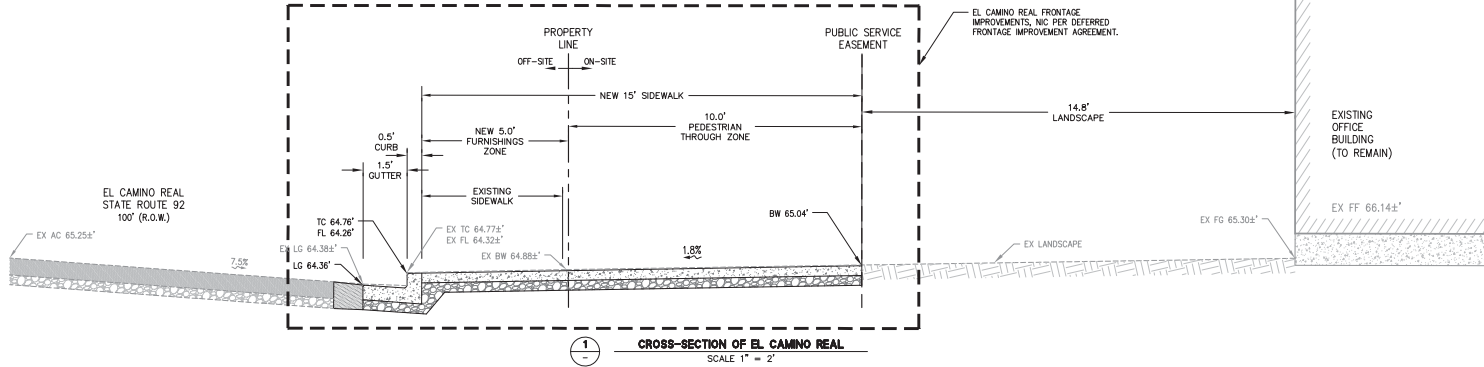 EL CAMINO REAL FRONTAGE
IMPROVEMENTS, NIC PER DEFERRED
FRONTAGE IMPROVEMENT AGREEMENT.
PROPERTY
LINE
PUBLIC SERVICE
EASEMENT
OFF-SITE
ON-SITE
NEW 15' SIDEWALK
14.8'
LANDSCAPE
10.0'
PEDESTRIAN
THROUGH ZONE
NEW 5.0'
FURNISHINGS
ZONE
0.5'
CURB
1.5'
GUTTER
EXISTING
SIDEWALK
EXISTING
OFFICE
BUILDING
(TO REMAIN)
EL CAMINO REAL
STATE ROUTE 92
100' (R.O.W.)
EX AC 65.25±'
TC 64.76'
FL 64.26'
EX LG 64.38±'
LG 64.36'
EX TC 64.77±'
EX FL 64.32±'
EX BW 64.88±'
BW 65.04'
EX FG 65.30±'
EX FF 66.14±'
7.5%
1.8%
EX LANDSCAPE
1
-
CROSS-SECTION OF EL CAMINO REAL
SCALE 1" = 2'